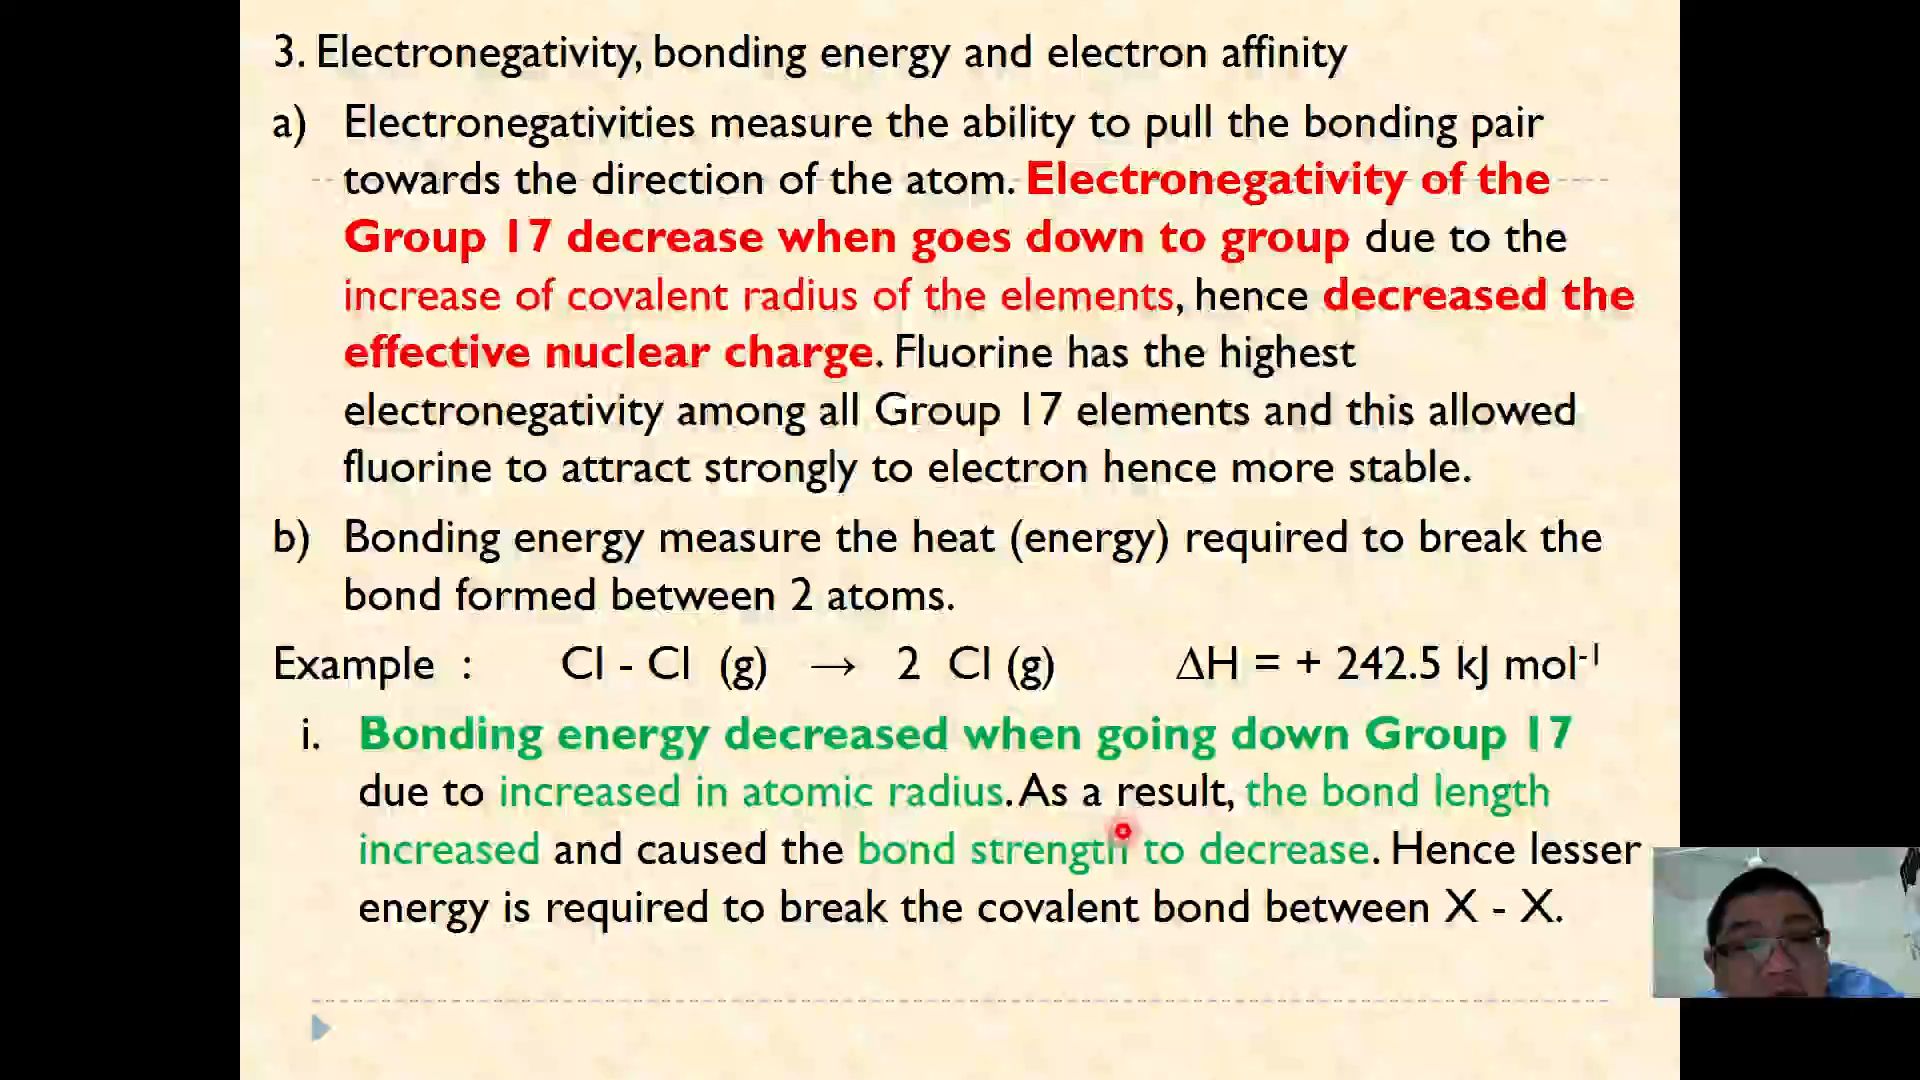 3. Electronegativity, bonding energy and electron affinity
a) Electronegativities measure the ability to pull the bonding pair
towards the direction of the atom. Electronegativity of the
Group 17 decrease when goes down to group due to the
increase of covalent radius of the elements, hence decreased the
effective nuclear charge. Fluorine has the highest
electronegativity among all Group 17 elements and this allowed
fluorine to attract strongly to electron hence more stable.
b) Bonding energy measure the heat (energy) required to break the
bond formed between 2 atoms.
Example : Cl - Cl (g) → 2 Cl (g) ΔH = + 242.5 kJ mol⁻¹
i. Bonding energy decreased when going down Group 17
due to increased in atomic radius. As a result, the bond length
increased and caused the bond strength to decrease. Hence lesser
energy is required to break the covalent bond between X - X.